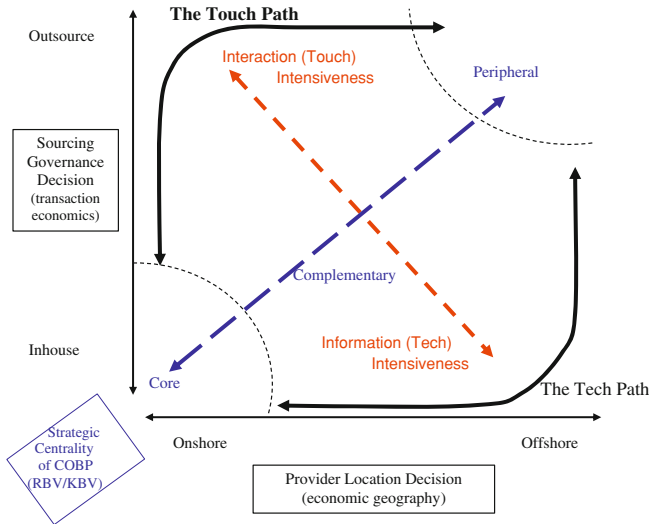 The Touch Path
Outsource
Interaction (Touch)
Intensiveness
Peripheral
Sourcing
Governance
Decision
(transaction
economics)
Complementary
Inhouse
Information (Tech)
Intensiveness
Core
The Tech Path
Strategic
Centrality
of COBP
(RBV/KBV)
Onshore
Offshore
Provider Location Decision
(economic geography)